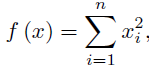 f (x) = \sum_{i=1}^{n} x_i^2,